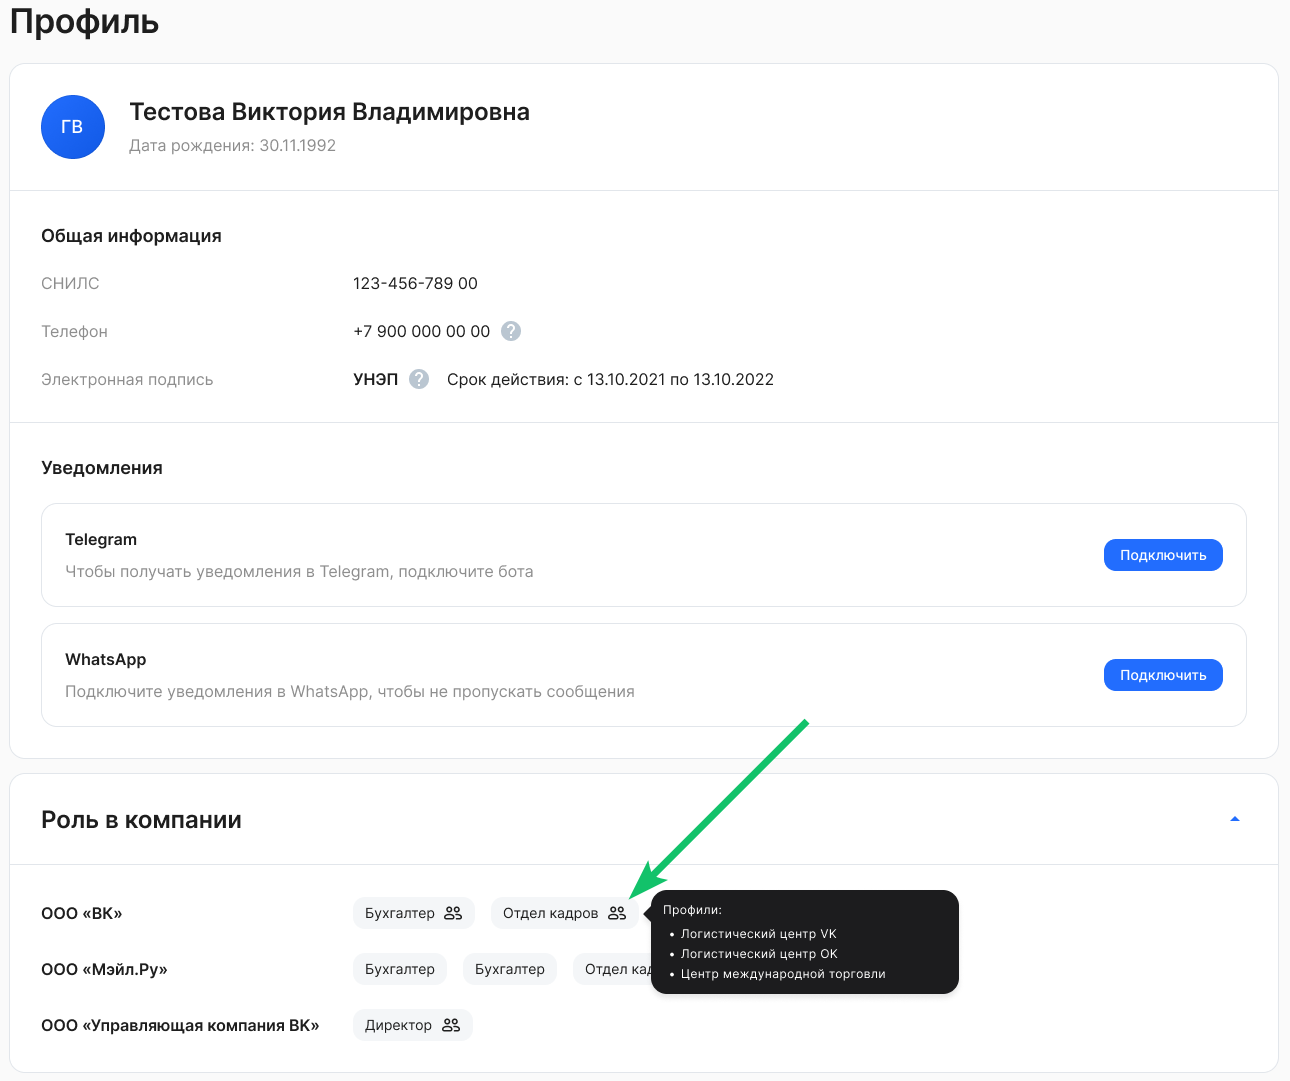 Профиль
ГВ
Тестова Виктория Владимировна
Дата рождения: 30.11.1992
Общая информация
СНИЛС 123-456-789 00
Телефон +7 900 000 00 00 ?
Электронная подпись УНЭП ? Срок действия: с 13.10.2021 по 13.10.2022
Уведомления
Telegram
Чтобы получать уведомления в Telegram, подключите бота
Подключить
WhatsApp
Подключите уведомления в WhatsApp, чтобы не пропускать сообщения
Подключить
Роль в компании
ООО «ВК» Бухгалтер Отдел кадров
Профили:
• Логистический центр VK
• Логистический центр OK
• Центр международной торговли
ООО «Мэйл.Ру» Бухгалтер Бухгалтер Отдел кад
ООО «Управляющая компания ВК» Директор